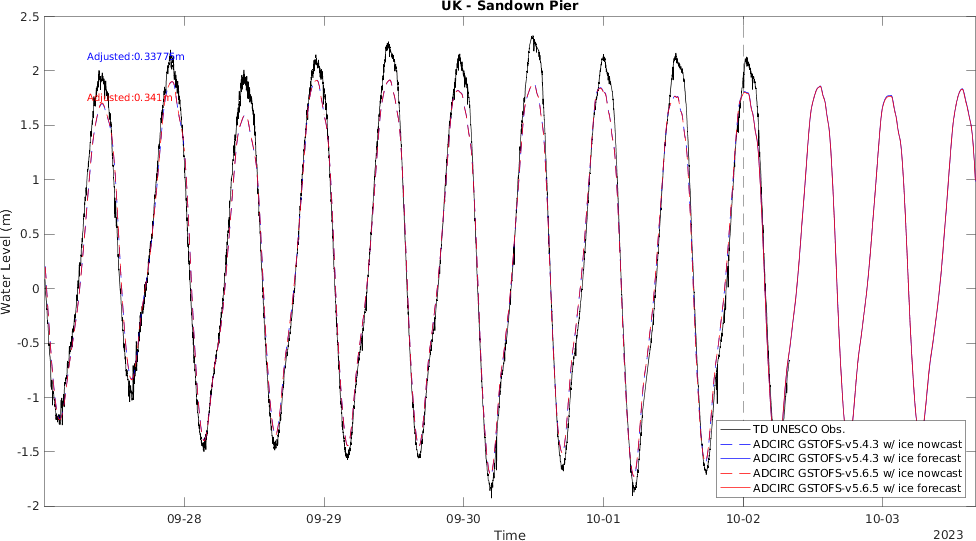 UK - Sandown Pier
2.5
2
1.5
1
0.5
0
-0.5
-1
-1.5
-2
Water Level (m)
Adjusted:0.33775m
Adjusted:0.341m
TD UNESCO Obs.
ADCIRC GSTOFS-v5.4.3 w/ ice nowcast
ADCIRC GSTOFS-v5.4.3 w/ ice forecast
ADCIRC GSTOFS-v5.6.5 w/ ice nowcast
ADCIRC GSTOFS-v5.6.5 w/ ice forecast
09-28
09-29
09-30
10-01
10-02
10-03
Time
2023